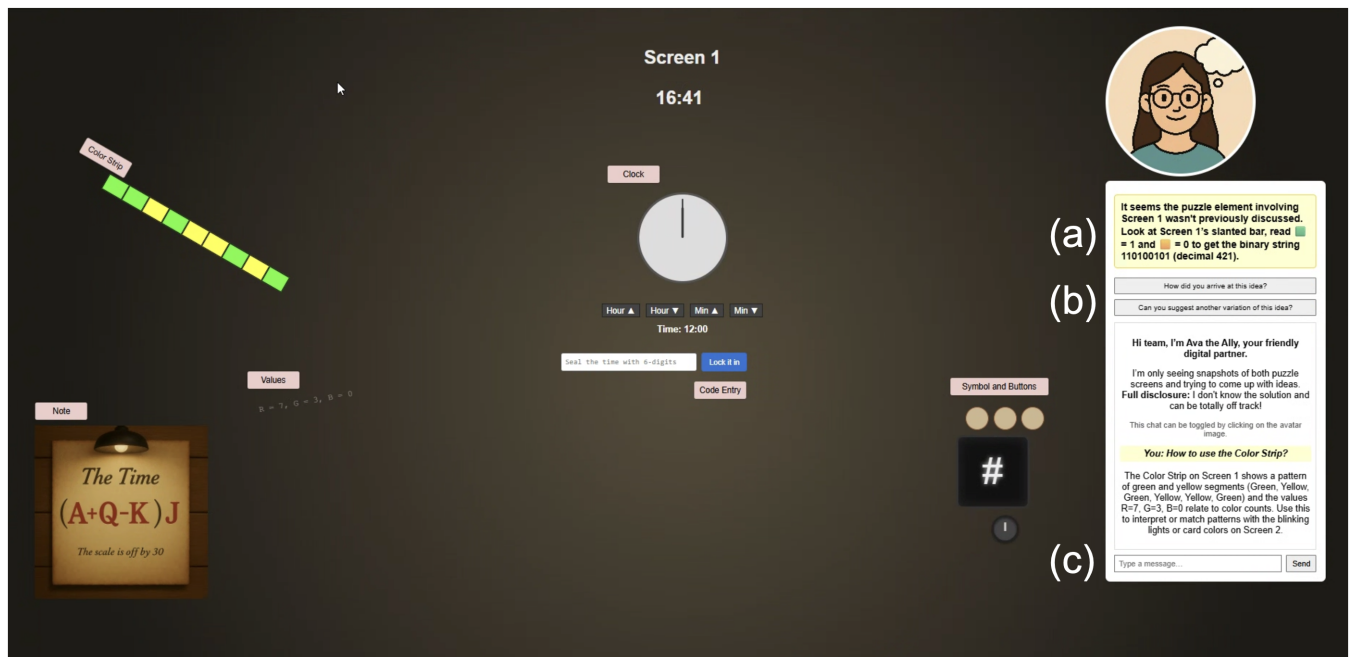 Screen 1
16:41
Color Strip
Clock
Hour ▲
Hour ▼
Min ▲
Min ▼
Time: 12:00
Seal the time with 6-digits
Lock it in
Code Entry
Values
R = 7, G = 3, B = 0
Note
The Time
(A+Q-K)J
The scale is off by 30
Symbol and Buttons
#
(a)
It seems the puzzle element involving
Screen 1 wasn't previously discussed.
Look at Screen 1's slanted bar, read 🟩
= 1 and 🟧 = 0 to get the binary string
110100101 (decimal 421).
(b)
How did you arrive at this idea?
Can you suggest another variation of this idea?
Hi team, I'm Ava the Ally, your friendly
digital partner.
I'm only seeing snapshots of both puzzle
screens and trying to come up with ideas.
Full disclosure: I don't know the solution and
can be totally off track!
This chat can be toggled by clicking on the avatar
image.
You: How to use the Color Strip?
The Color Strip on Screen 1 shows a pattern
of green and yellow segments (Green, Yellow,
Green, Yellow, Yellow, Green) and the values
R=7, G=3, B=0 relate to color counts. Use this
to interpret or match patterns with the blinking
lights or card colors on Screen 2.
(c)
Type a message...
Send